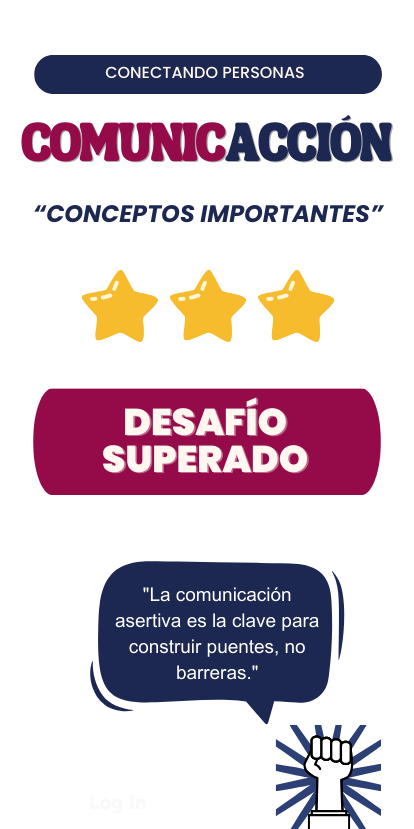 CONECTANDO PERSONAS
COMUNICACCIÓN
“CONCEPTOS IMPORTANTES”
DESAFÍO
SUPERADO
"La comunicación
asertiva es la clave para
construir puentes, no
barreras."
Log In